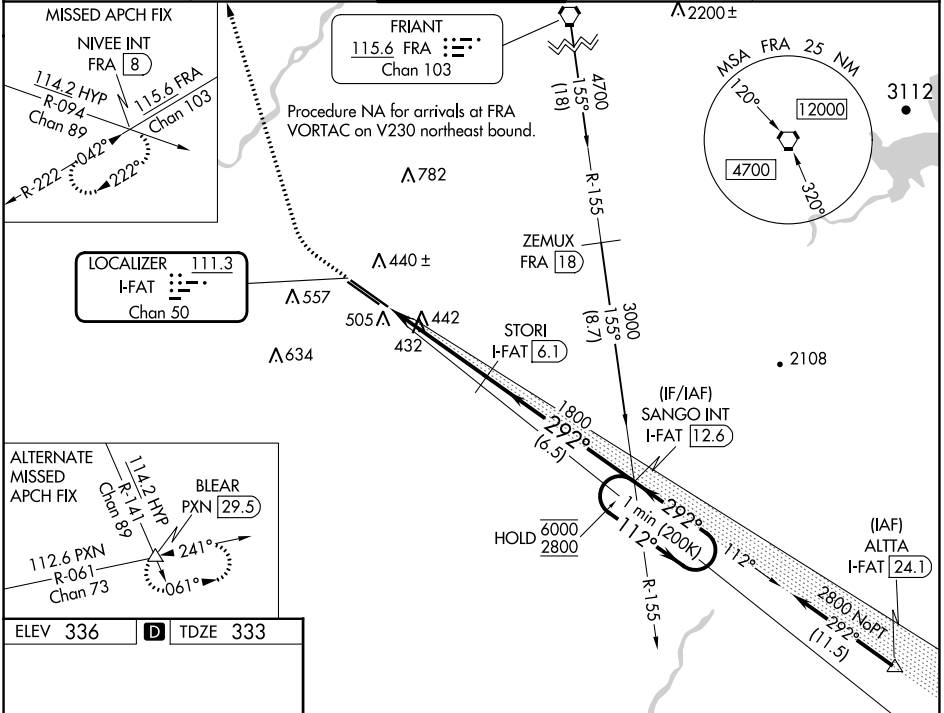 MISSED APCH FIX
NIVEE INT
FRA 8
114.2 HYP
R-094
Chan 89
115.6 FRA
Chan 103
R-222
042°
222°
FRIANT
115.6 FRA
Chan 103
Procedure NA for arrivals at FRA
VORTAC on V230 northeast bound.
4700
155°
(18)
R-155
2200±
MSA FRA 25 NM
120°
12000
4700
320°
3112
782
ZEMUX
FRA 18
LOCALIZER 111.3
I-FAT
Chan 50
440 ±
557
505
442
432
634
3000
155°
(8.7)
STORI
I-FAT 6.1
2108
(IF/IAF)
SANGO INT
I-FAT 12.6
1800
292°
(6.5)
HOLD 6000
2800
1 min (200K)
292°
112°
112°
R-155
(IAF)
ALTTA
I-FAT 24.1
2800 NoPT
292°
(11.5)
ALTERNATE
MISSED
APCH FIX
114.2 HYP
R-141
Chan 89
BLEAR
PXN 29.5
112.6 PXN
R-061
Chan 73
241°
061°
ELEV 336
D
TDZE 333